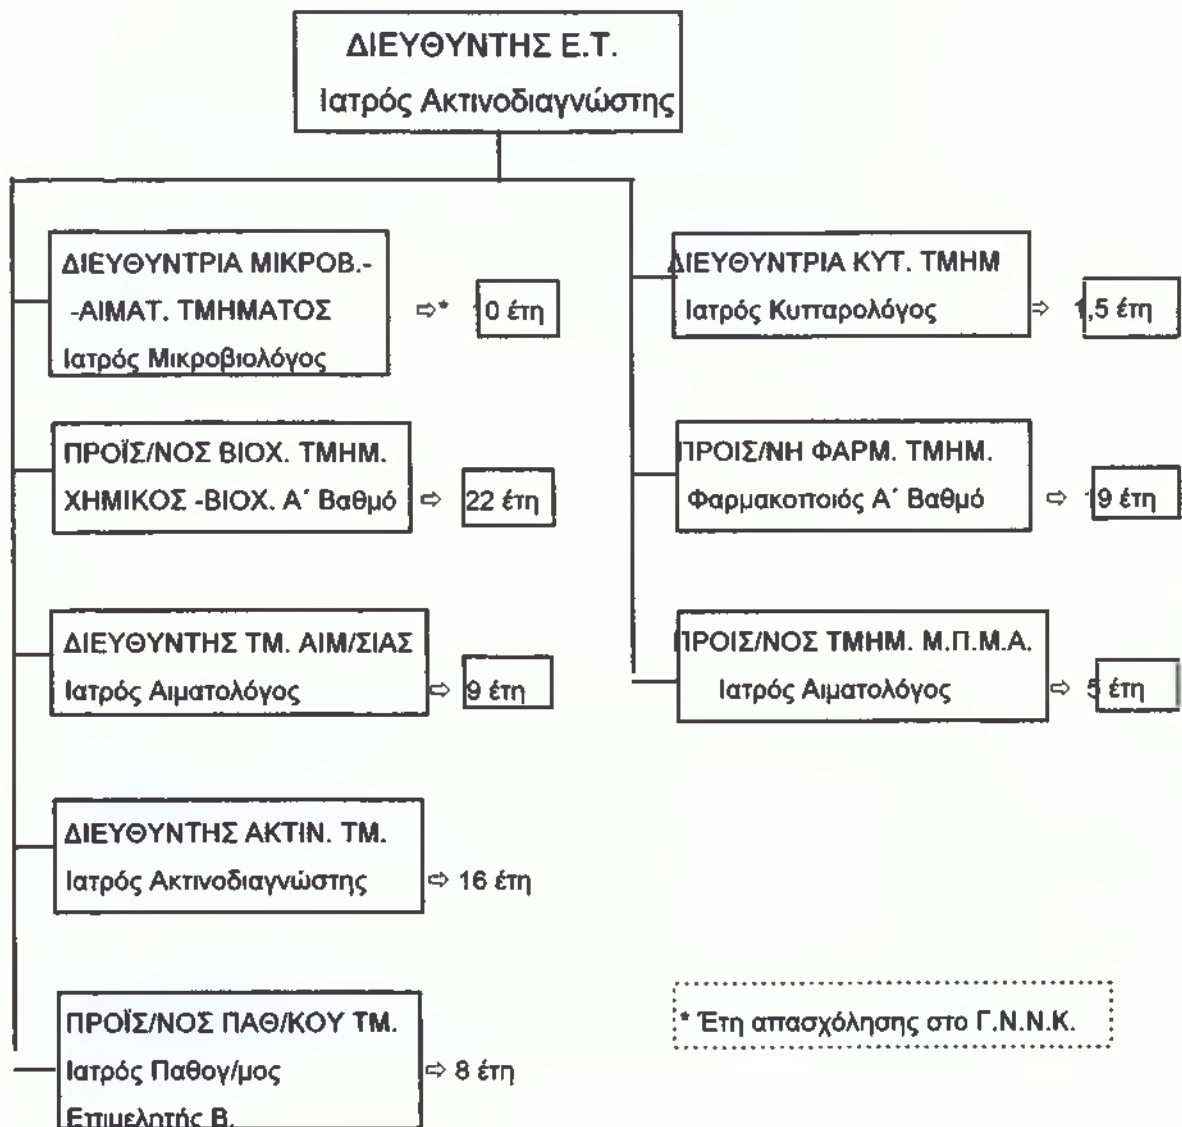 ΔΙΕΥΘΥΝΤΗΣ Ε.Τ.
Ιατρός Ακτινοδιαγνώστης
ΔΙΕΥΘΥΝΤΡΙΑ ΜΙΚΡΟΒ.-
-ΑΙΜΑΤ. ΤΜΗΜΑΤΟΣ ⇨* 10 έτη
Ιατρός Μικροβιολόγος
ΠΡΟΪΣ/ΝΟΣ ΒΙΟΧ. ΤΜΗΜ.
ΧΗΜΙΚΟΣ -ΒΙΟΧ. Α΄ Βαθμό ⇨ 22 έτη
ΔΙΕΥΘΥΝΤΗΣ ΤΜ. ΑΙΜ/ΣΙΑΣ
Ιατρός Αιματολόγος ⇨ 9 έτη
ΔΙΕΥΘΥΝΤΗΣ ΑΚΤΙΝ. ΤΜ.
Ιατρός Ακτινοδιαγνώστης ⇨ 16 έτη
ΠΡΟΪΣ/ΝΟΣ ΠΑΘ/ΚΟΥ ΤΜ.
Ιατρός Παθογ/μος ⇨ 8 έτη
Επιμελητής Β.
ΔΙΕΥΘΥΝΤΡΙΑ ΚΥΤ. ΤΜΗΜ
Ιατρός Κυτταρολόγος ⇨ 1,5 έτη
ΠΡΟΙΣ/ΝΗ ΦΑΡΜ. ΤΜΗΜ.
Φαρμακοποιός Α΄ Βαθμό ⇨ 19 έτη
ΠΡΟΙΣ/ΝΟΣ ΤΜΗΜ. Μ.Π.Μ.Α.
Ιατρός Αιματολόγος ⇨ 5 έτη
* Έτη απασχόλησης στο Γ.Ν.Ν.Κ.